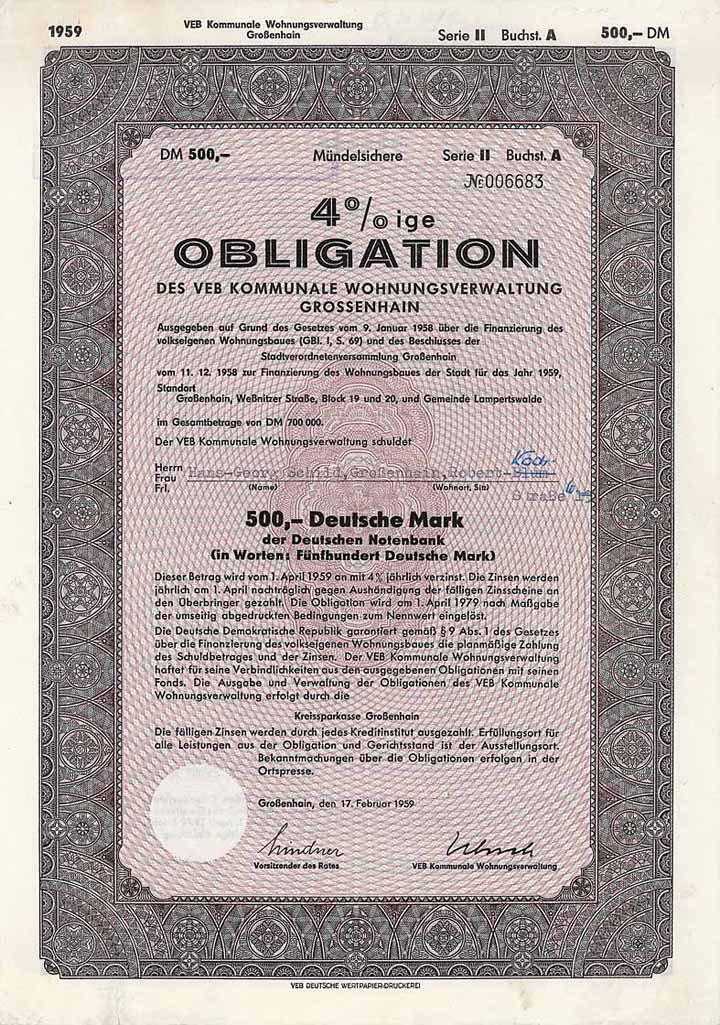 1959
VEB Kommunale Wohnungsverwaltung
Großenhain
Serie II Buchst. A
500,– DM
DM 500,–
Mündelsichere
Serie II Buchst. A
№ 006683
4%ige
OBLIGATION
DES VEB KOMMUNALE WOHNUNGSVERWALTUNG
GROSSENHAIN
Ausgegeben auf Grund des Gesetzes vom 9. Januar 1958 über die Finanzierung des
volkseigenen Wohnungsbaues (GBl. I, S. 69) und des Beschlusses der
Stadtverordnetenversammlung Großenhain
vom 11. 12. 1958 zur Finanzierung des Wohnungsbaues der Stadt für das Jahr 1959,
Standort
Großenhain, Weßnitzer Straße, Block 19 und 20, und Gemeinde Lampertswalde
im Gesamtbetrage von DM 700 000.
Der VEB Kommunale Wohnungsverwaltung schuldet
Koch-
Herrn Hans-Georg Schild, Großenhain, Robert-Blum-
Frau
Frl. (Name) (Wohnort, Sitz) Straße
500,– Deutsche Mark
der Deutschen Notenbank
(in Worten: Fünfhundert Deutsche Mark)
Dieser Betrag wird vom 1. April 1959 an mit 4% jährlich verzinst. Die Zinsen werden
jährlich am 1. April nachträglich gegen Aushändigung der fälligen Zinsscheine an
den Überbringer gezahlt. Die Obligation wird am 1. April 1979 nach Maßgabe
der umseitig abgedruckten Bedingungen zum Nennwert eingelöst.
Die Deutsche Demokratische Republik garantiert gemäß § 9 Abs. 1 des Gesetzes
über die Finanzierung des volkseigenen Wohnungsbaues die planmäßige Zahlung
des Schuldbetrages und der Zinsen. Der VEB Kommunale Wohnungsverwaltung
haftet für seine Verbindlichkeiten aus den ausgegebenen Obligationen mit seinen
Fonds. Die Ausgabe und Verwaltung der Obligationen des VEB Kommunale
Wohnungsverwaltung erfolgt durch die
Kreissparkasse Großenhain
Die fälligen Zinsen werden durch jedes Kreditinstitut ausgezahlt. Erfüllungsort für
alle Leistungen aus der Obligation und Gerichtsstand ist der Ausstellungsort.
Bekanntmachungen über die Obligationen erfolgen in der
Ortspresse.
Großenhain, den 17. Februar 1959
Vorsitzender des Rates
VEB Kommunale Wohnungsverwaltung
VEB DEUTSCHE WERTPAPIER-DRUCKEREI